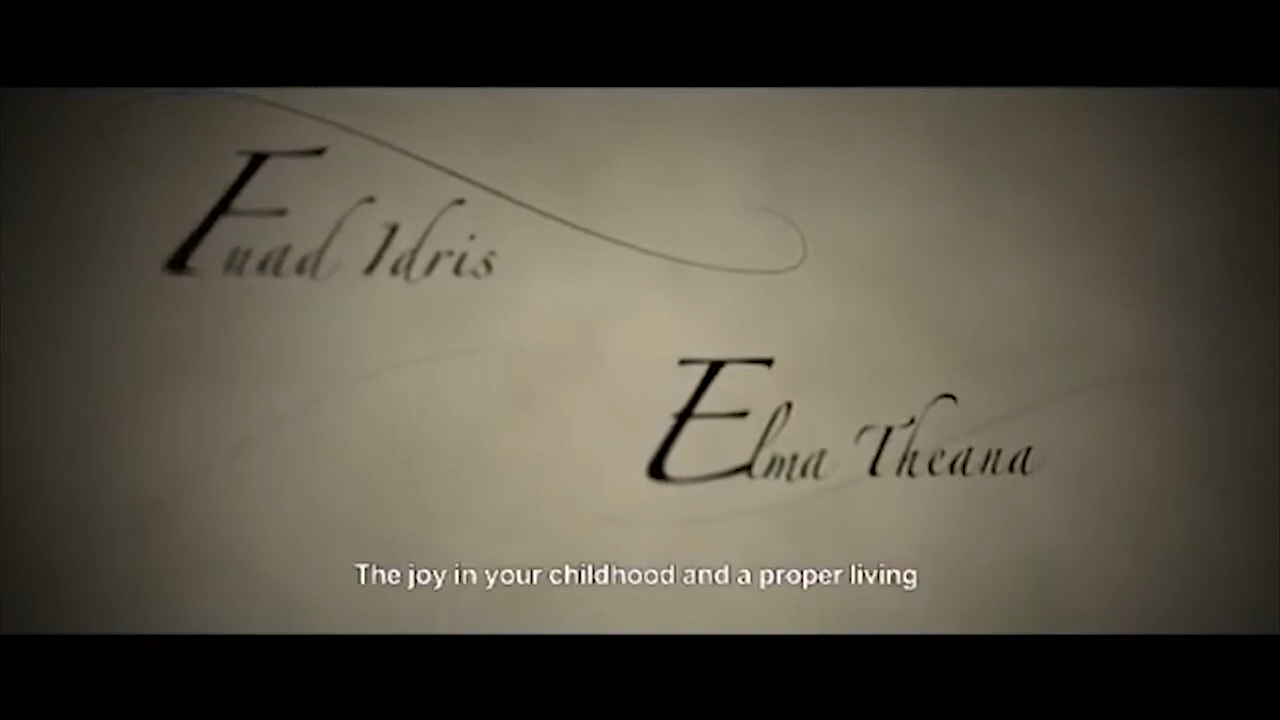 Fuad Idris
Elma Theana
The joy in your childhood and a proper living